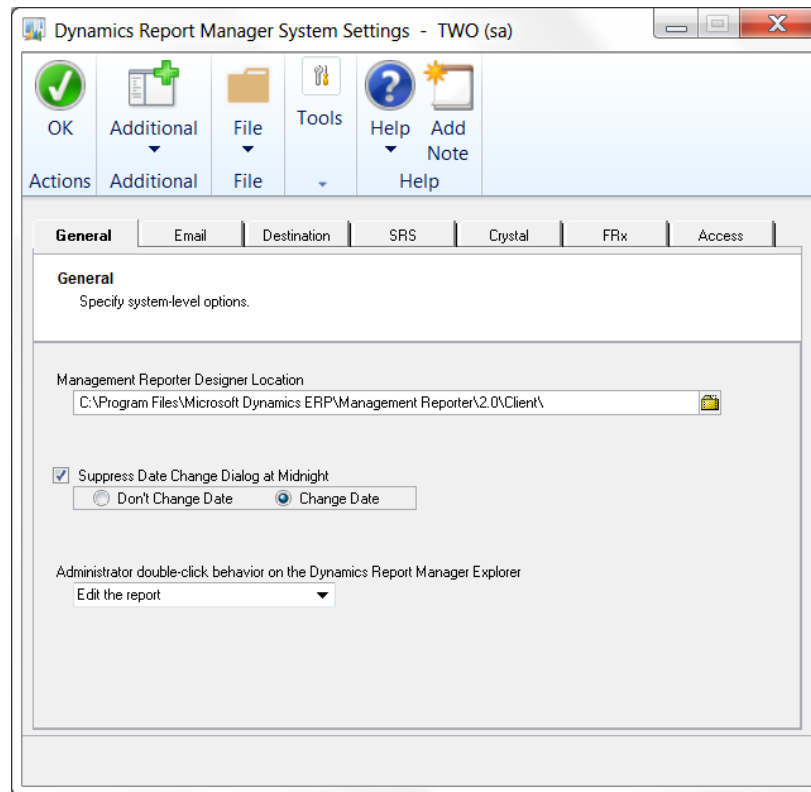 Dynamics Report Manager System Settings  -  TWO (sa)
OK
Additional
File
Tools
Help
Add Note
Actions
Additional
File
Help
General
Email
Destination
SRS
Crystal
FRx
Access
General
Specify system-level options.
Management Reporter Designer Location
C:\Program Files\Microsoft Dynamics ERP\Management Reporter\2.0\Client\
Suppress Date Change Dialog at Midnight
Don't Change Date
Change Date
Administrator double-click behavior on the Dynamics Report Manager Explorer
Edit the report